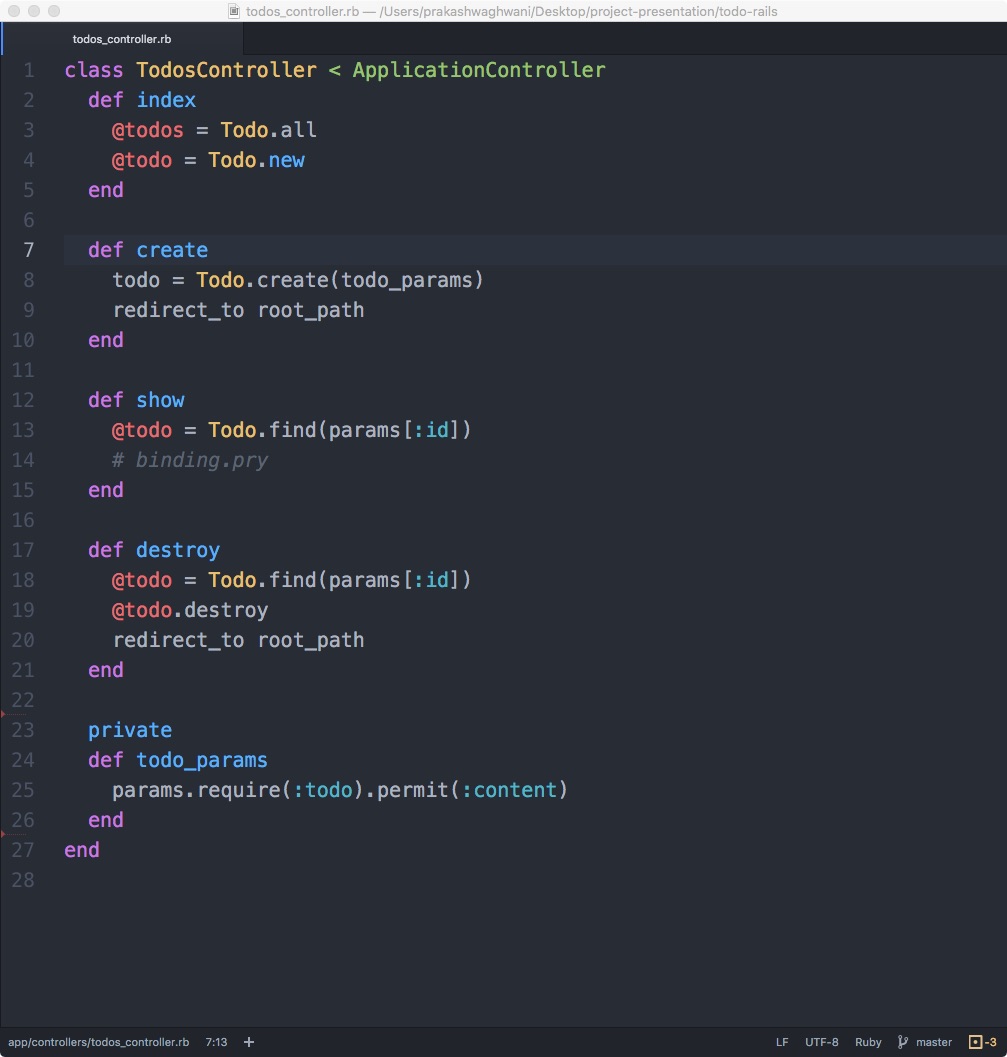 todos_controller.rb — /Users/prakashwaghwani/Desktop/project-presentation/todo-rails
todos_controller.rb
1 class TodosController < ApplicationController
2   def index
3     @todos = Todo.all
4     @todo = Todo.new
5   end
6
7   def create
8     todo = Todo.create(todo_params)
9     redirect_to root_path
10   end
11
12   def show
13     @todo = Todo.find(params[:id])
14     # binding.pry
15   end
16
17   def destroy
18     @todo = Todo.find(params[:id])
19     @todo.destroy
20     redirect_to root_path
21   end
22
23   private
24   def todo_params
25     params.require(:todo).permit(:content)
26   end
27 end
28
app/controllers/todos_controller.rb 7:13 + LF UTF-8 Ruby master -3